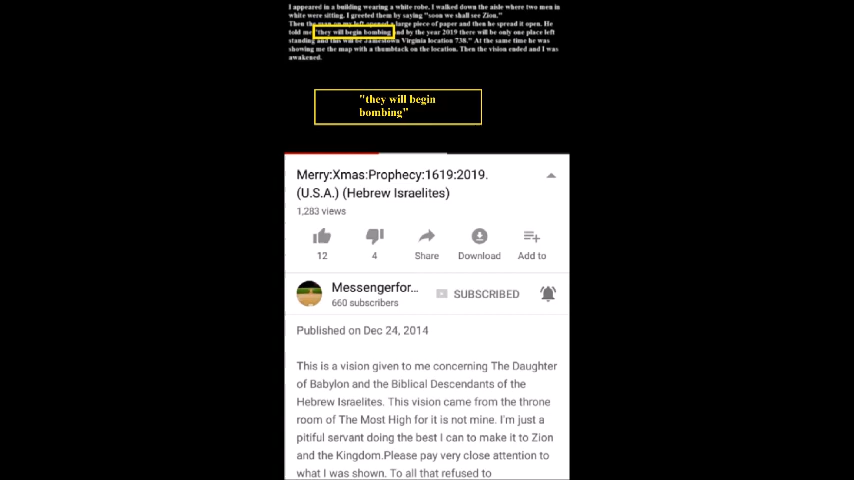 I appeared in a building wearing a white robe. I walked down the aisle where two men in
white were sitting. I greeted them by saying "soon we shall see Zion."
Then the man on my left opened a large piece of paper and then he spread it open. He
told me "they will begin bombing and by the year 2019 there will be only one place left
standing and this will be Jamestown Virginia location 738." At the same time he was
showing me the map with a thumbtack on the location. Then the vision ended and I was
awakened.
"they will begin
bombing"
Merry:Xmas:Prophecy:1619:2019.
(U.S.A.) (Hebrew Israelites)
1,283 views
12 4 Share Download Add to
Messengerfor...
660 subscribers
SUBSCRIBED
Published on Dec 24, 2014
This is a vision given to me concerning The Daughter
of Babylon and the Biblical Descendants of the
Hebrew Israelites. This vision came from the throne
room of The Most High for it is not mine. I'm just a
pitiful servant doing the best I can to make it to Zion
and the Kingdom.Please pay very close attention to
what I was shown. To all that refused to